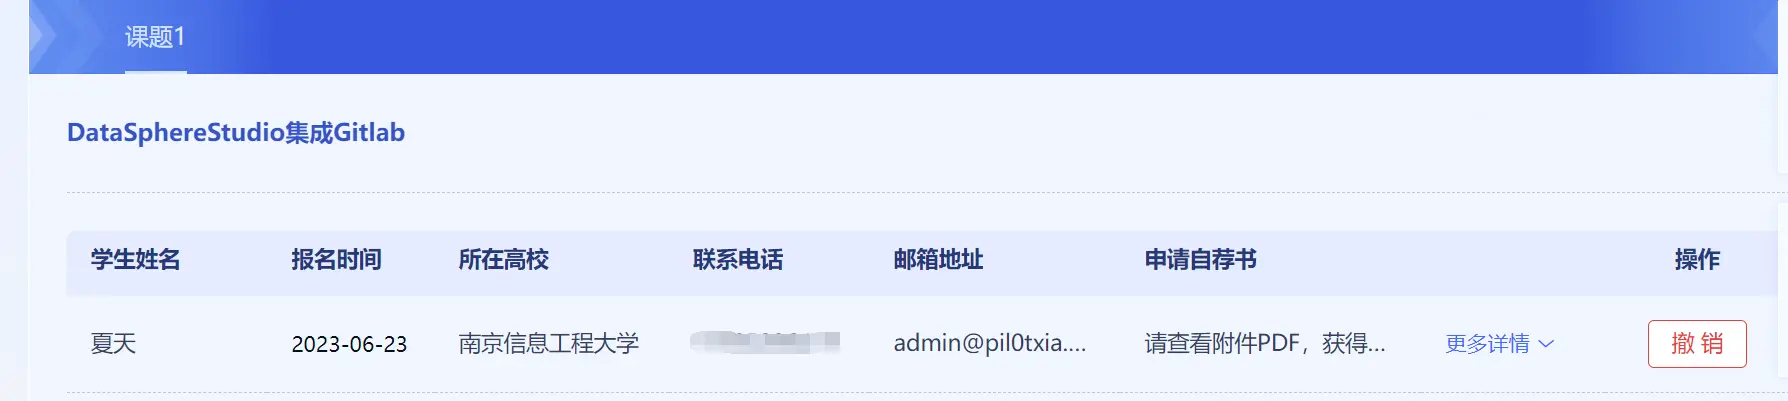 课题1
DataSphereStudio集成Gitlab
学生姓名 报名时间 所在高校 联系电话 邮箱地址 申请自荐书 操作
夏天 2023-06-23 南京信息工程大学 admin@pil0txia.... 请查看附件PDF，获得... 更多详情 撤销